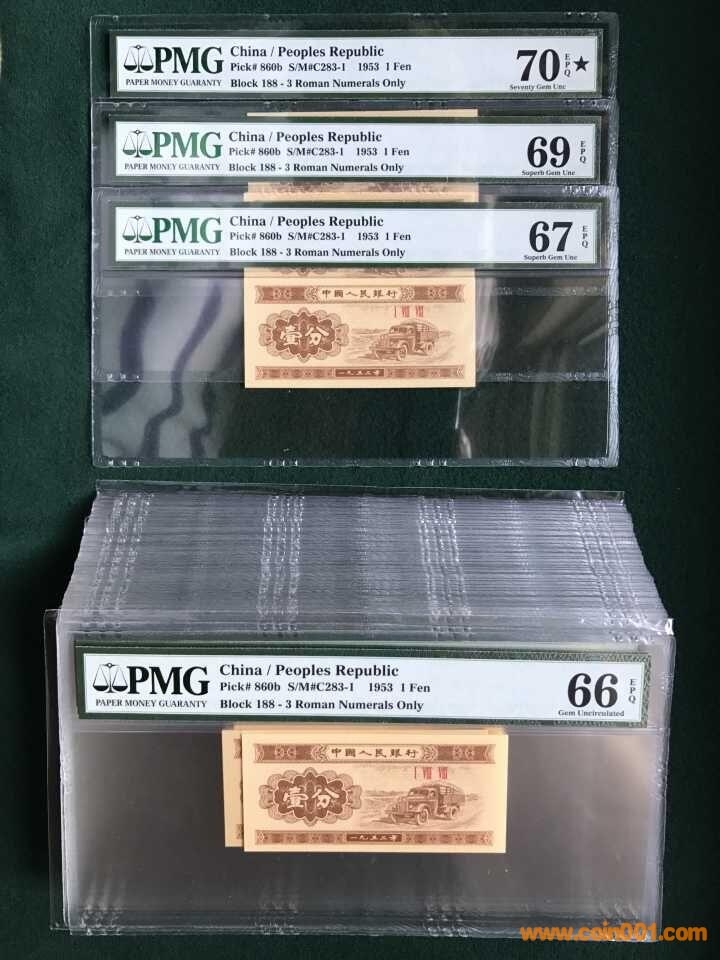 PMG
PAPER MONEY GUARANTY
China / Peoples Republic
Pick# 860b S/M#C283-1 1953 1 Fen
Block 188 - 3 Roman Numerals Only
70 EPQ ★
Seventy Gem Unc
PMG
PAPER MONEY GUARANTY
China / Peoples Republic
Pick# 860b S/M#C283-1 1953 1 Fen
Block 188 - 3 Roman Numerals Only
69 EPQ
Superb Gem Unc
PMG
PAPER MONEY GUARANTY
China / Peoples Republic
Pick# 860b S/M#C283-1 1953 1 Fen
Block 188 - 3 Roman Numerals Only
67 EPQ
Superb Gem Unc
中國人民銀行
I VIII VIII
壹分
一九五三年
PMG
PAPER MONEY GUARANTY
China / Peoples Republic
Pick# 860b S/M#C283-1 1953 1 Fen
Block 188 - 3 Roman Numerals Only
66 EPQ
Gem Uncirculated
中國人民銀行
I VIII VIII
壹分
一九五三年
www.coin001.com